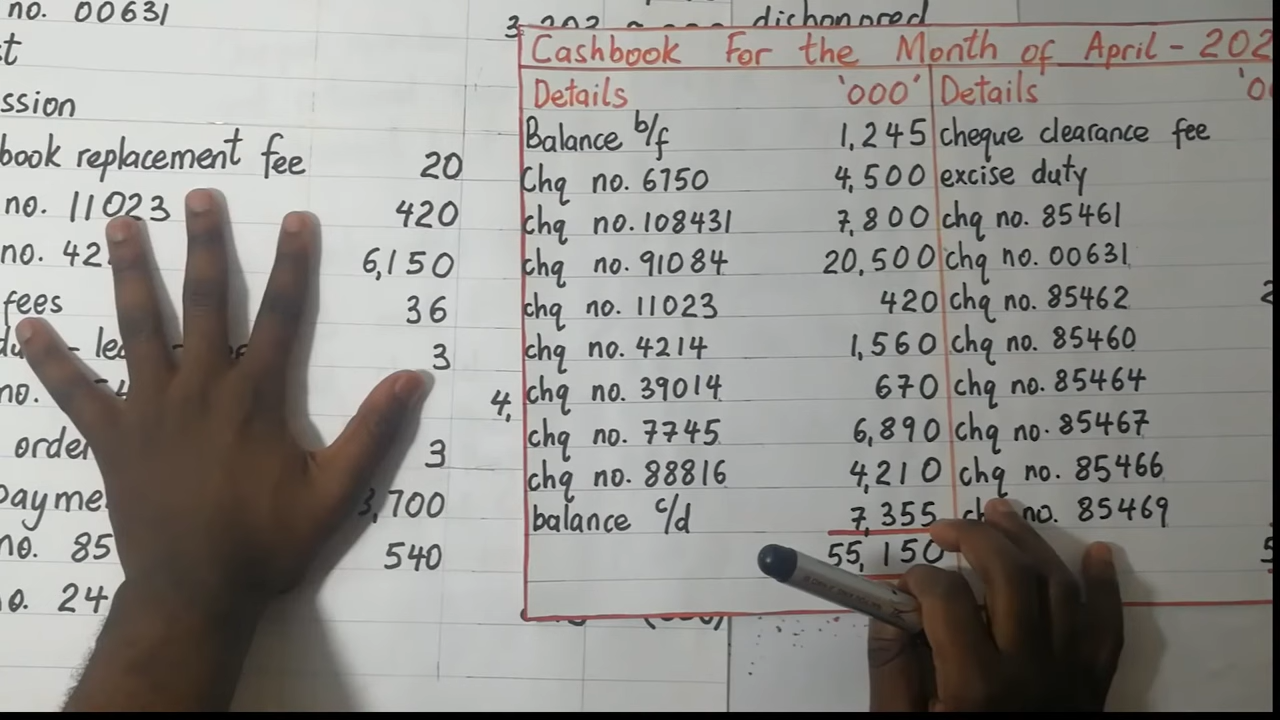 no. 00631
ssion
book replacement fee 20
no. 11023 420
no. 42 6,150
fees 36
3
no.
order 3
3,700
no. 85 540
24
3. dichonored
Cashbook For the Month of April - 202
Details '000' Details
Balance b/f 1,245 cheque clearance fee
Chq no. 6750 4,500 excise duty
chq no. 108431 7,800 chq no. 85461
chq no. 91084 20,500 chq no. 00631
chq no. 11023 420 chq no. 85462
chq no. 4214 1,560 chq no. 85460
4. chq no. 39014 670 chq no. 85464
chq no. 7745 6,890 chq no. 85467
chq no. 88816 4,210 chq no. 85466
balance c/d 7,355 no. 85469
55,150